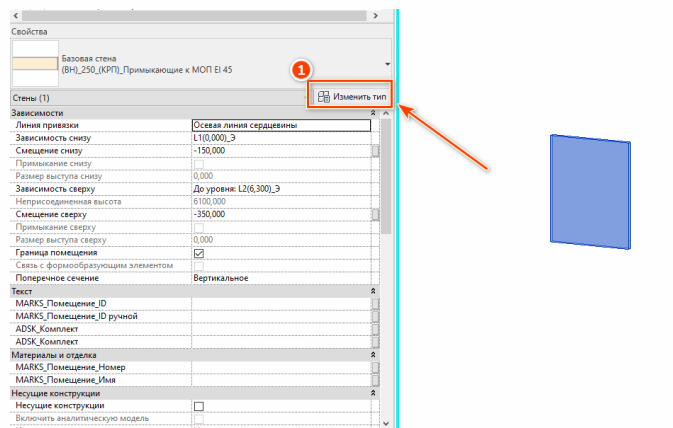 Свойства
Базовая стена
(ВН)_250_(КРП)_Примыкающие к МОП EI 45
1
Стены (1)
Изменить тип
Зависимости
Линия привязки Осевая линия сердцевины
Зависимость снизу L1(0,000)_Э
Смещение снизу -150,000
Примыкание снизу
Размер выступа снизу 0,000
Зависимость сверху До уровня: L2(6,300)_Э
Неприсоединенная высота 6100,000
Смещение сверху -350,000
Примыкание сверху
Размер выступа сверху 0,000
Граница помещения
Связь с формообразующим элементом
Поперечное сечение Вертикальное
Текст
MARKS_Помещение_ID
MARKS_Помещение_ID ручной
ADSK_Комплект
ADSK_Комплект
Материалы и отделка
MARKS_Помещение_Номер
MARKS_Помещение_Имя
Несущие конструкции
Несущие конструкции
Включить аналитическую модель